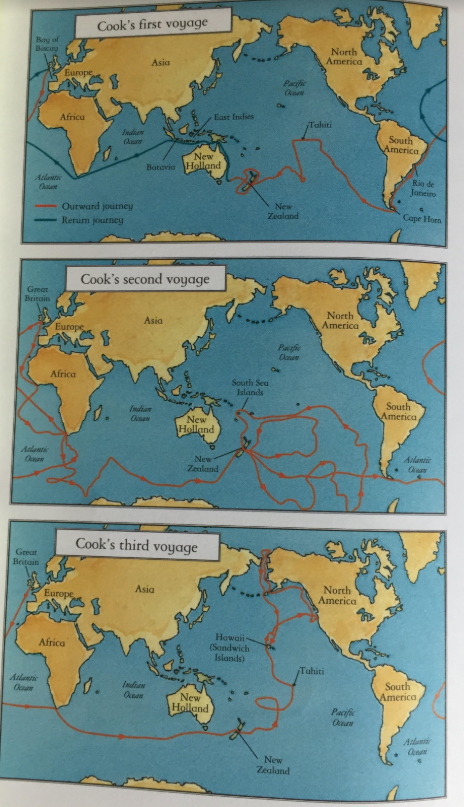 Cook's first voyage
Bay of
Biscay
Europe
Asia
North
America
Pacific
Ocean
Africa
East Indies
Indian
Ocean
Tahiti
South
America
Batavia
New
Holland
Atlantic
Ocean
Rio de
Janeiro
New
Zealand
Cape Horn
Outward journey
Return journey
Cook's second voyage
Great
Britain
Europe
Asia
North
America
Pacific
Ocean
Africa
South Sea
Islands
Indian
Ocean
New
Holland
South
America
New
Zealand
Atlantic
Ocean
Atlantic
Ocean
Cook's third voyage
Great
Britain
Europe
Asia
North
America
Africa
Hawaii
(Sandwich
Islands)
Tahiti
Atlantic
Ocean
Indian
Ocean
New
Holland
South
America
Pacific
Ocean
Atlantic
Ocean
New
Zealand